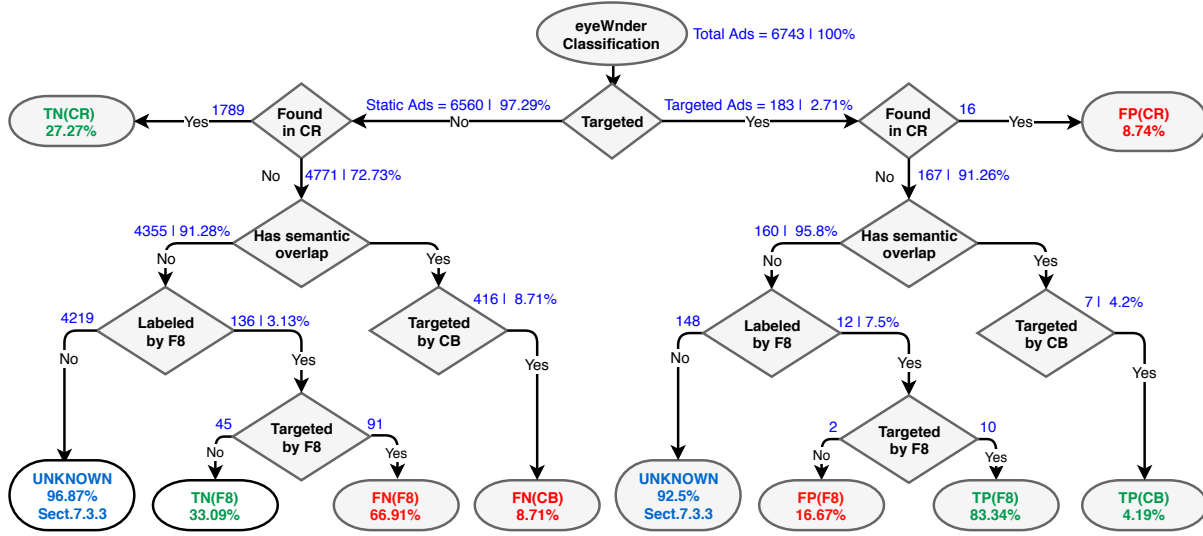 eyeWnder
Classification
Total Ads = 6743 | 100%
TN(CR)
27.27%
1789
Yes
Found
in CR
Static Ads = 6560 |  97.29%
No
Targeted
Targeted Ads = 183 | 2.71%
Yes
Found
in CR
16
Yes
FP(CR)
8.74%
No
4771 | 72.73%
No
167 |  91.26%
4355 | 91.28%
No
Has semantic
overlap
Yes
160 |  95.8%
No
Has semantic
overlap
Yes
4219
No
Labeled
by F8
136 | 3.13%
Yes
416 |  8.71%
Targeted
by CB
Yes
148
No
Labeled
by F8
12 | 7.5%
Yes
7 |  4.2%
Targeted
by CB
Yes
45
No
Targeted
by F8
91
Yes
2
No
Targeted
by F8
10
Yes
UNKNOWN
96.87%
Sect.7.3.3
TN(F8)
33.09%
FN(F8)
66.91%
FN(CB)
8.71%
UNKNOWN
92.5%
Sect.7.3.3
FP(F8)
16.67%
TP(F8)
83.34%
TP(CB)
4.19%